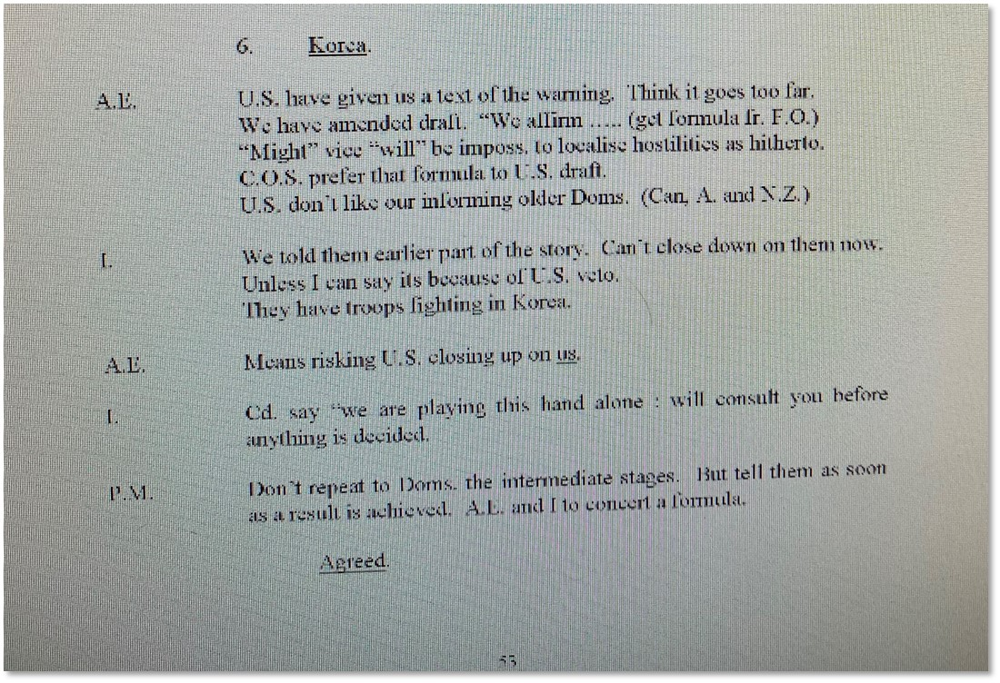 6. Korea.
A.E. U.S. have given us a text of the warning. Think it goes too far.
We have amended draft. “We affirm ..... (get formula fr. F.O.)
“Might” vice “will” be imposs. to localise hostilities as hitherto.
C.O.S. prefer that formula to U.S. draft.
U.S. don't like our informing older Doms. (Can, A. and N.Z.)
I. We told them earlier part of the story. Can't close down on them now.
Unless I can say its because of U.S. veto.
They have troops fighting in Korea.
A.E. Means risking U.S. closing up on us.
I. Cd. say “we are playing this hand alone : will consult you before
anything is decided.
P.M. Don't repeat to Doms. the intermediate stages. But tell them as soon
as a result is achieved. A.E. and I to concert a formula.
Agreed.
53